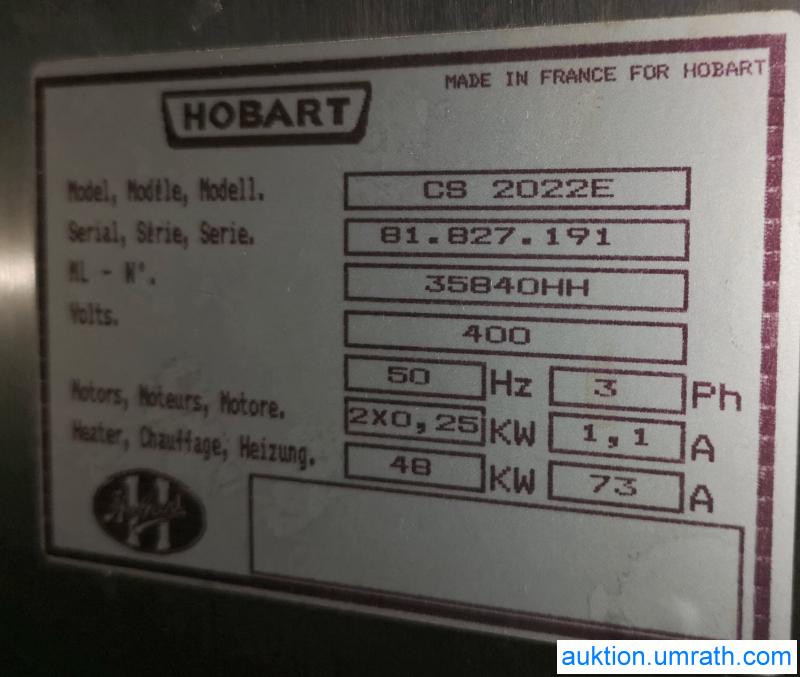 MADE IN FRANCE FOR HOBART
HOBART
Model, Modèle, Modell. CS 2022E
Serial, Série, Serie. 81.827.191
ML - N°. 35840HH
Volts. 400
50 Hz 3 Ph
Motors, Moteurs, Motore. 2X0,25 KW 1,1 A
Heater, Chauffage, Heizung. 48 KW 73 A
H
auktion.umrath.com